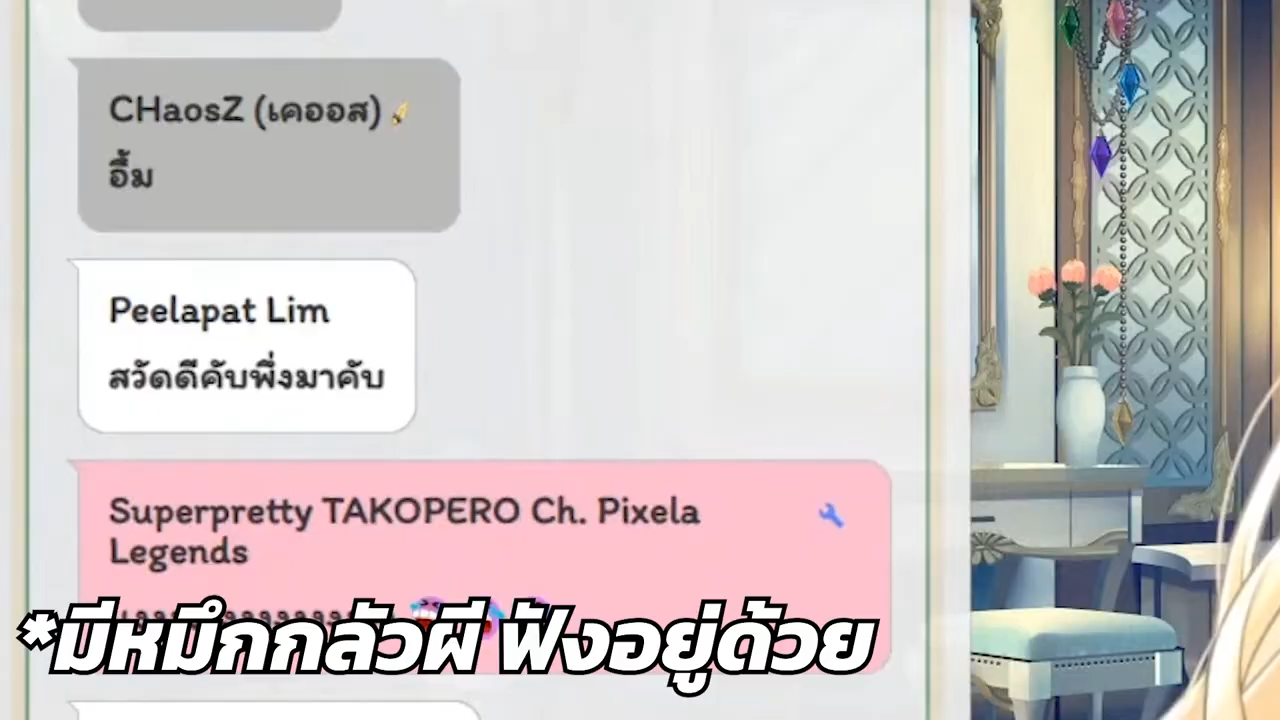 CHaosZ (เคออส)
อื้ม
Peelapat Lim
สวัดดีคับพึ่งมาคับ
Superpretty TAKOPERO Ch. Pixela
Legends
*มีหมึกกลัวผี ฟังอยู่ด้วย